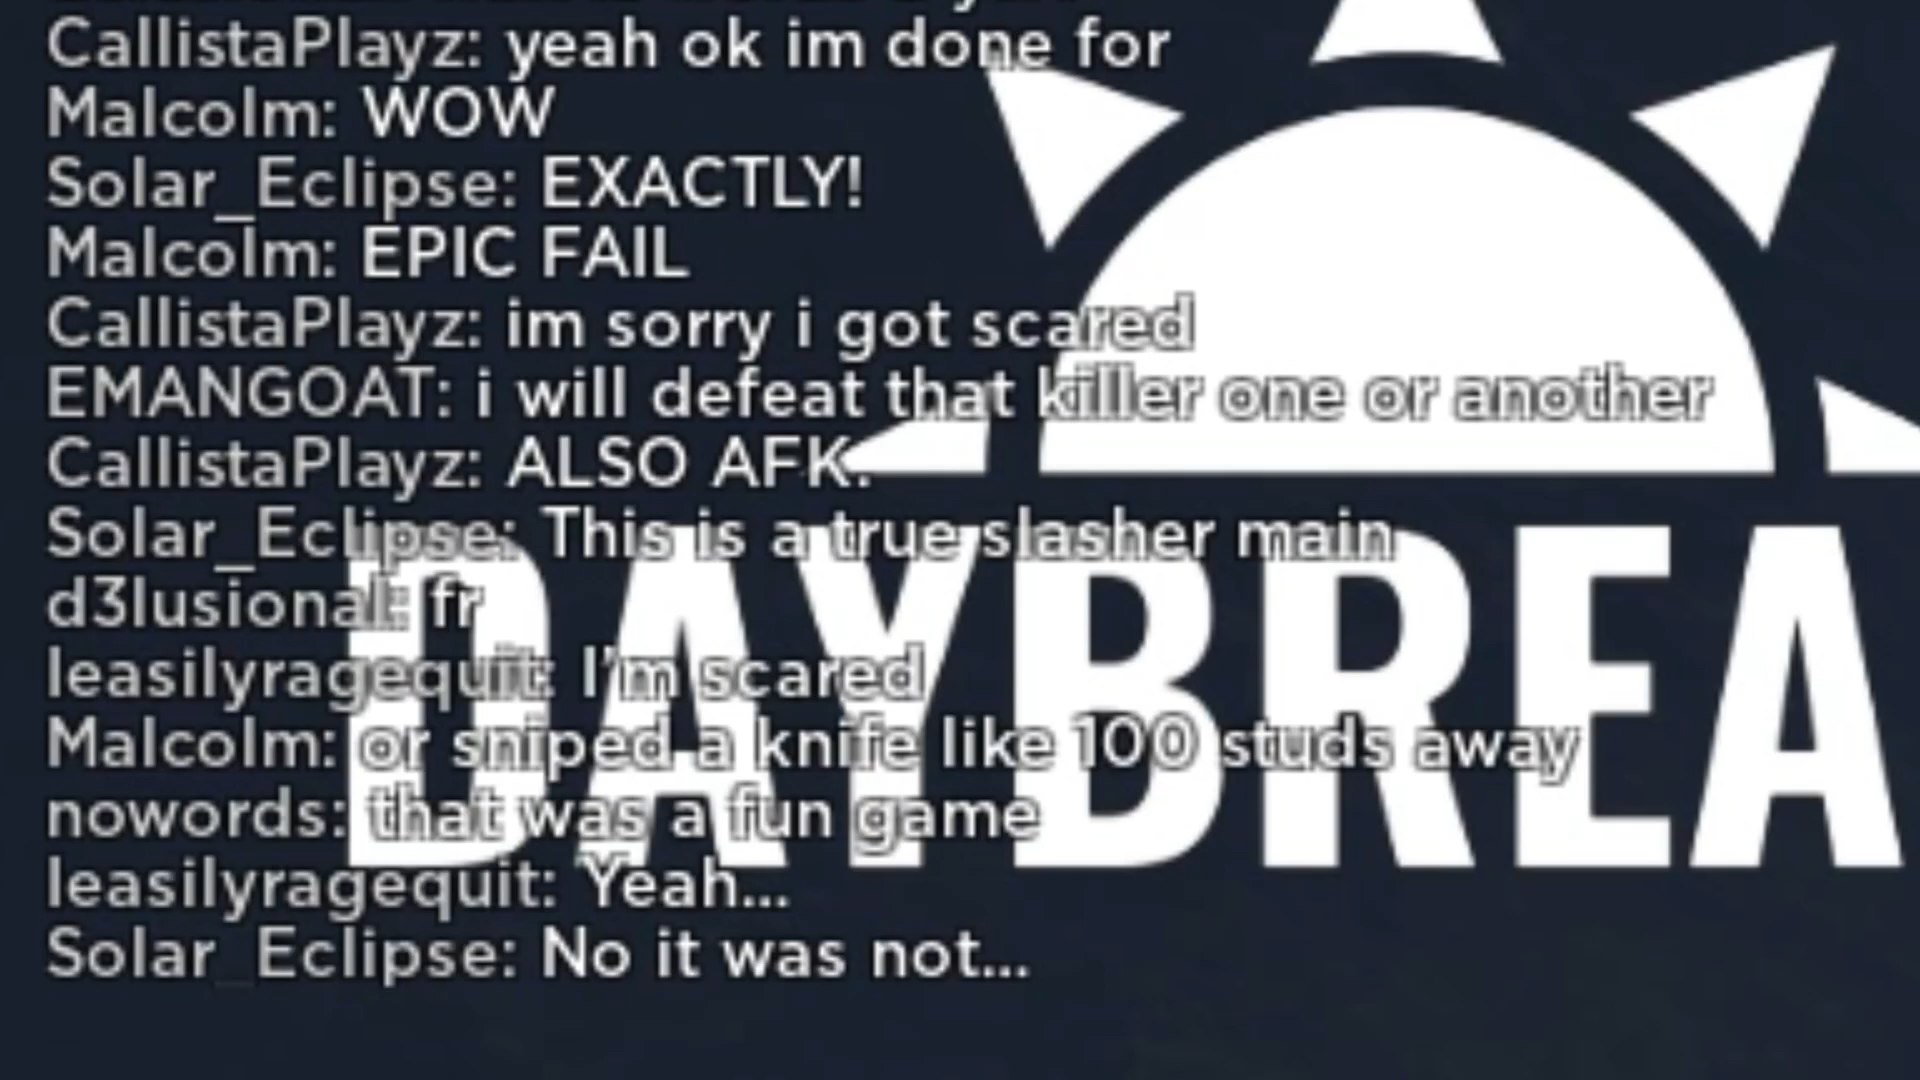 CallistaPlayz: yeah ok im done for
Malcolm: WOW
Solar_Eclipse: EXACTLY!
Malcolm: EPIC FAIL
CallistaPlayz: im sorry i got scared
EMANGOAT: i will defeat that killer one or another
CallistaPlayz: ALSO AFK.
Solar_Eclipse: This is a true slasher main
d3lusional: fr
leasilyragequit: I'm scared
Malcolm: or sniped a knife like 100 studs away
nowords: that was a fun game
leasilyragequit: Yeah...
Solar_Eclipse: No it was not...
DAYBREA